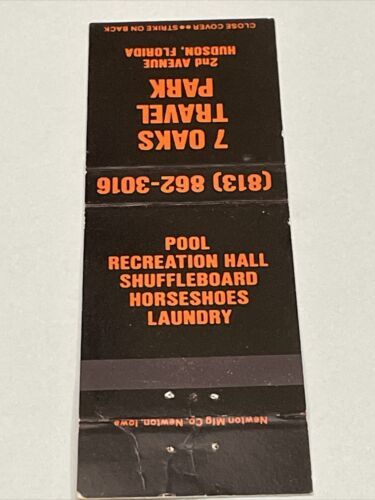 CLOSE COVER●●STRIKE ON BACK
7 OAKS
TRAVEL
PARK
2nd AVENUE
HUDSON, FLORIDA
(813) 862-3016
POOL
RECREATION HALL
SHUFFLEBOARD
HORSESHOES
LAUNDRY
Newton Mfg Co. Newton, Iowa